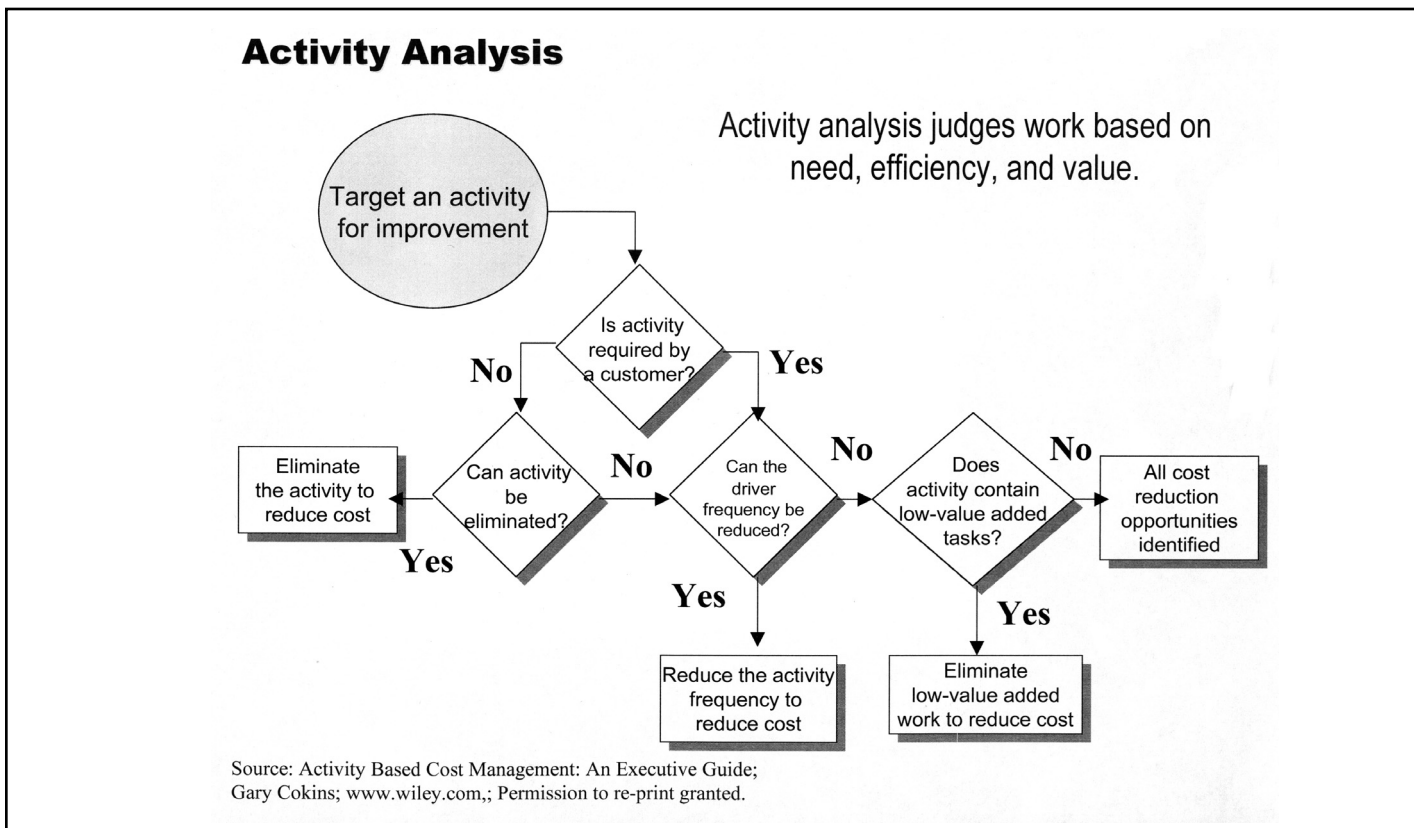 Activity Analysis
Activity analysis judges work based on
need, efficiency, and value.
Target an activity
for improvement
Is activity
required by
a customer?
No
Yes
Can activity
be
eliminated?
No
Yes
Eliminate
the activity to
reduce cost
Can the
driver
frequency be
reduced?
No
Yes
Does
activity contain
low-value added
tasks?
No
Yes
All cost
reduction
opportunities
identified
Reduce the activity
frequency to
reduce cost
Eliminate
low-value added
work to reduce cost
Source: Activity Based Cost Management: An Executive Guide;
Gary Cokins; www.wiley.com,; Permission to re-print granted.